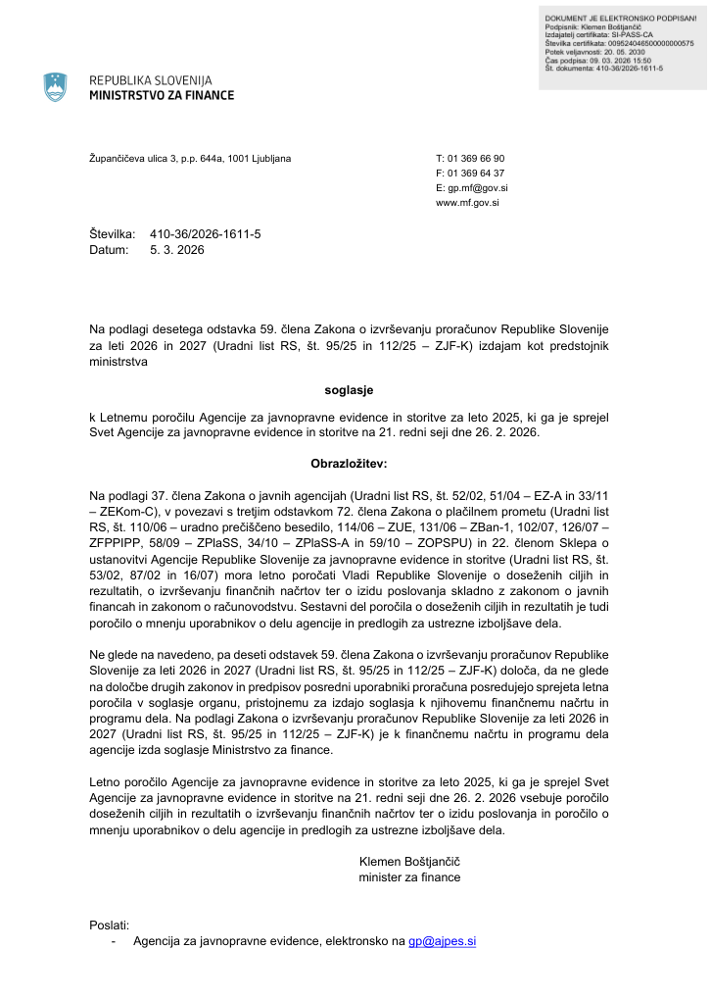 DOKUMENT JE ELEKTRONSKO PODPISAN!
Podpisnik: Klemen Boštjančič
Izdajatelj certifikata: SI-PASS-CA
Številka certifikata: 009524046500000000575
Potek veljavnosti: 20. 05. 2030
Čas podpisa: 09. 03. 2026 15:50
Št. dokumenta: 410-36/2026-1611-5
REPUBLIKA SLOVENIJA
MINISTRSTVO ZA FINANCE
Župančičeva ulica 3, p.p. 644a, 1001 Ljubljana
T: 01 369 66 90
F: 01 369 64 37
E: gp.mf@gov.si
www.mf.gov.si
Številka: 410-36/2026-1611-5
Datum: 5. 3. 2026
Na podlagi desetega odstavka 59. člena Zakona o izvrševanju proračunov Republike Slovenije
za leti 2026 in 2027 (Uradni list RS, št. 95/25 in 112/25 – ZJF-K) izdajam kot predstojnik
ministrstva
soglasje
k Letnemu poročilu Agencije za javnopravne evidence in storitve za leto 2025, ki ga je sprejel
Svet Agencije za javnopravne evidence in storitve na 21. redni seji dne 26. 2. 2026.
Obrazložitev:
Na podlagi 37. člena Zakona o javnih agencijah (Uradni list RS, št. 52/02, 51/04 – EZ-A in 33/11
– ZEKom-C), v povezavi s tretjim odstavkom 72. člena Zakona o plačilnem prometu (Uradni list
RS, št. 110/06 – uradno prečiščeno besedilo, 114/06 – ZUE, 131/06 – ZBan-1, 102/07, 126/07 –
ZFPPIPP, 58/09 – ZPlaSS, 34/10 – ZPlaSS-A in 59/10 – ZOPSPU) in 22. členom Sklepa o
ustanovitvi Agencije Republike Slovenije za javnopravne evidence in storitve (Uradni list RS, št.
53/02, 87/02 in 16/07) mora letno poročati Vladi Republike Slovenije o doseženih ciljih in
rezultatih, o izvrševanju finančnih načrtov ter o izidu poslovanja skladno z zakonom o javnih
financah in zakonom o računovodstvu. Sestavni del poročila o doseženih ciljih in rezultatih je tudi
poročilo o mnenju uporabnikov o delu agencije in predlogih za ustrezne izboljšave dela.
Ne glede na navedeno, pa deseti odstavek 59. člena Zakona o izvrševanju proračunov Republike
Slovenije za leti 2026 in 2027 (Uradni list RS, št. 95/25 in 112/25 – ZJF-K) določa, da ne glede
na določbe drugih zakonov in predpisov posredni uporabniki proračuna posredujejo sprejeta letna
poročila v soglasje organu, pristojnemu za izdajo soglasja k njihovemu finančnemu načrtu in
programu dela. Na podlagi Zakona o izvrševanju proračunov Republike Slovenije za leti 2026 in
2027 (Uradni list RS, št. 95/25 in 112/25 – ZJF-K) je k finančnemu načrtu in programu dela
agencije izda soglasje Ministrstvo za finance.
Letno poročilo Agencije za javnopravne evidence in storitve za leto 2025, ki ga je sprejel Svet
Agencije za javnopravne evidence in storitve na 21. redni seji dne 26. 2. 2026 vsebuje poročilo
doseženih ciljih in rezultatih o izvrševanju finančnih načrtov ter o izidu poslovanja in poročilo o
mnenju uporabnikov o delu agencije in predlogih za ustrezne izboljšave dela.
Klemen Boštjančič
minister za finance
Poslati:
- Agencija za javnopravne evidence, elektronsko na gp@ajpes.si